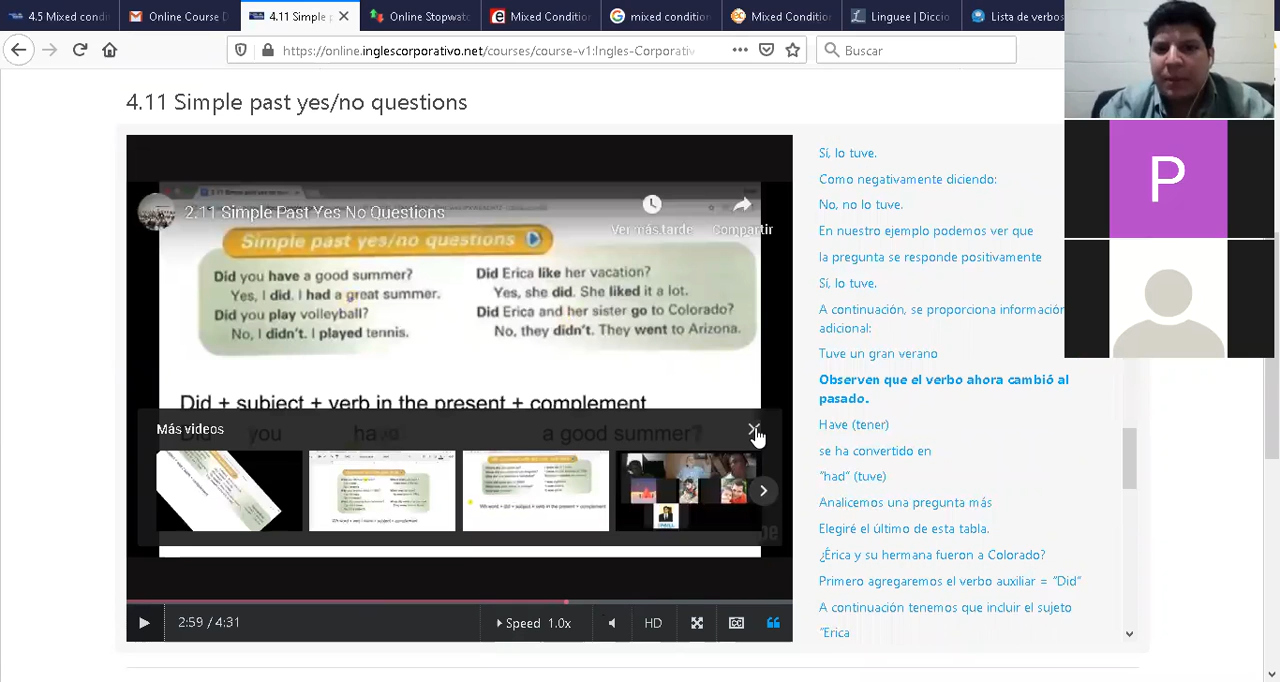 4.5 Mixed condi
Online Course D
4.11 Simple p
Online Stopwatc
Mixed Condition
mixed condition
Mixed Condition
Linguee | Diccio
Lista de verbos
https://online.inglescorporativo.net/courses/course-v1:Ingles-Corporativ
Buscar
4.11 Simple past yes/no questions
2.11 Simple Past Yes No Questions
Ver más tarde
Compartir
Simple past yes/no questions
Did you have a good summer?
Yes, I did. I had a great summer.
Did you play volleyball?
No, I didn't. I played tennis.
Did Erica like her vacation?
Yes, she did. She liked it a lot.
Did Erica and her sister go to Colorado?
No, they didn't. They went to Arizona.
Did + subject + verb in the present + complement
you have a good summer?
Más videos
2:59 / 4:31
Speed 1.0x
HD
Sí, lo tuve.
Como negativamente diciendo:
No, no lo tuve.
En nuestro ejemplo podemos ver que
la pregunta se responde positivamente
Sí, lo tuve.
A continuación, se proporciona información
adicional:
Tuve un gran verano
Observen que el verbo ahora cambió al
pasado.
Have (tener)
se ha convertido en
"had" (tuve)
Analicemos una pregunta más
Elegiré el último de esta tabla.
¿Érica y su hermana fueron a Colorado?
Primero agregaremos el verbo auxiliar = "Did"
A continuación tenemos que incluir el sujeto
"Erica
P